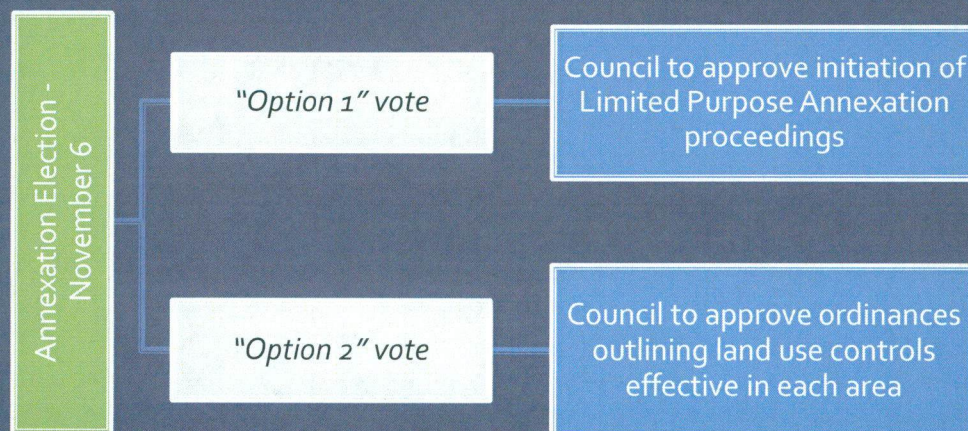 Annexation Election -
November 6
"Option 1" vote
Council to approve initiation of
Limited Purpose Annexation
proceedings
"Option 2" vote
Council to approve ordinances
outlining land use controls
effective in each area